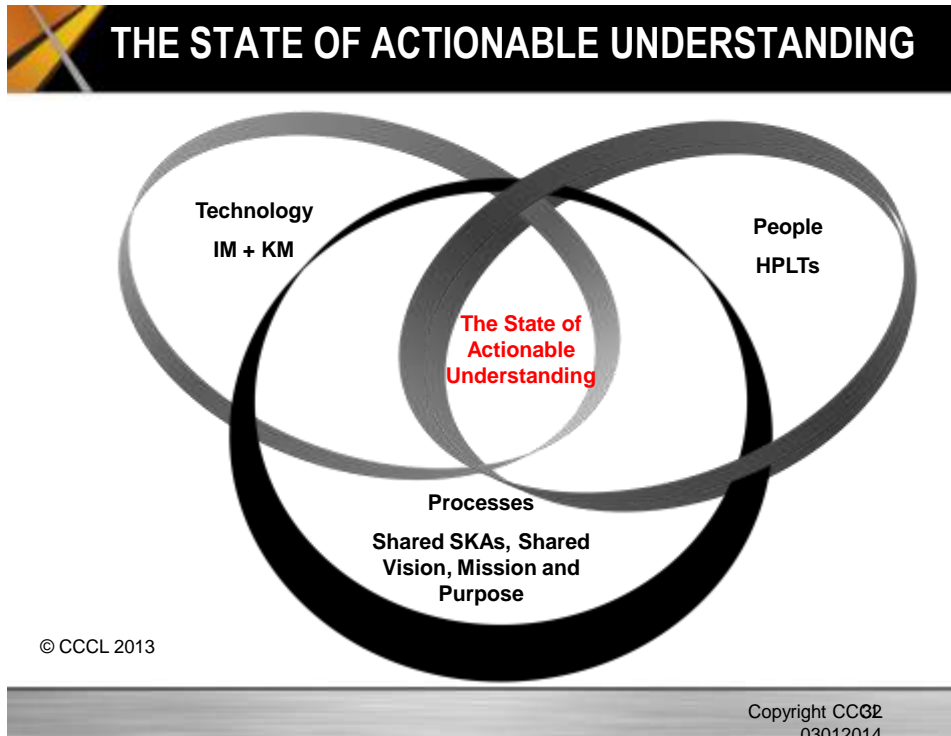 THE STATE OF ACTIONABLE UNDERSTANDING
Technology
IM + KM
People
HPLTs
The State of
Actionable
Understanding
Processes
Shared SKAs, Shared
Vision, Mission and
Purpose
© CCCL 2013
Copyright
03012014